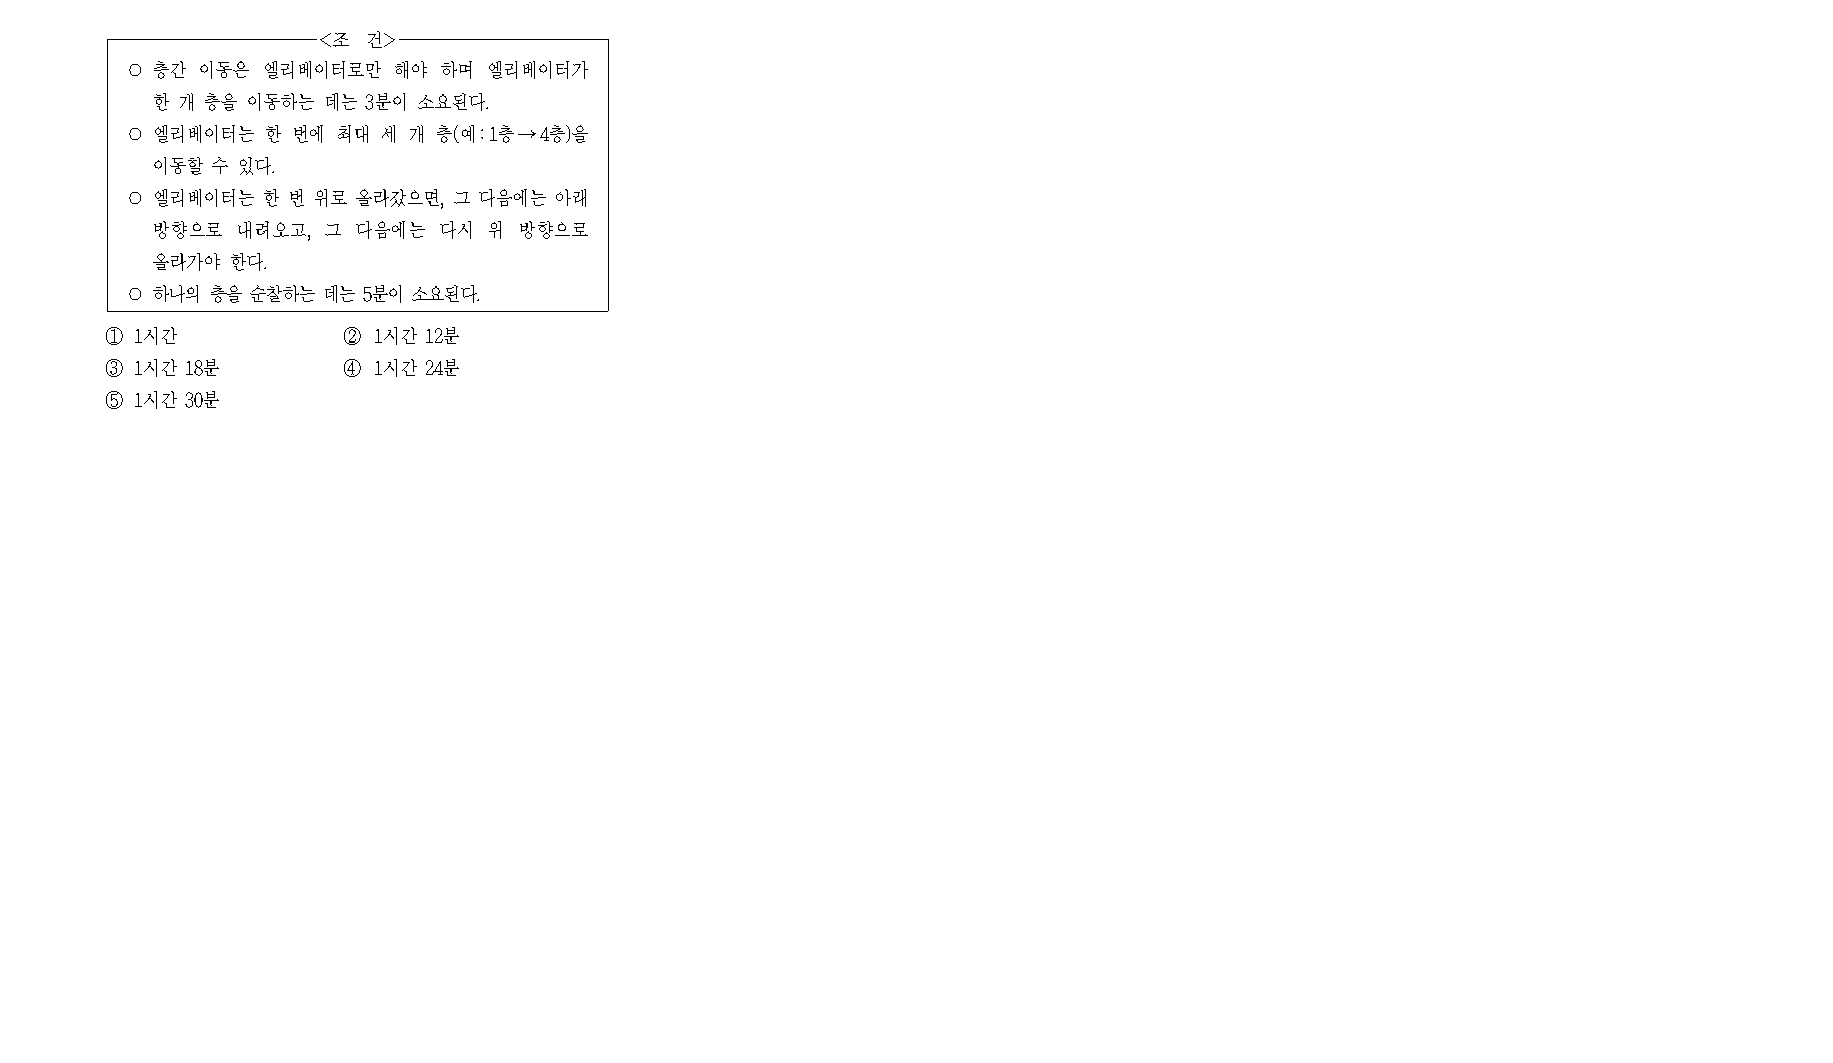 <조 건>
○ 층간 이동은 엘리베이터로만 해야 하며 엘리베이터가
한 개 층을 이동하는 데는 3분이 소요된다.
○ 엘리베이터는 한 번에 최대 세 개 층(예:1층→4층)을
이동할 수 있다.
○ 엘리베이터는 한 번 위로 올라갔으면, 그 다음에는 아래
방향으로 내려오고, 그 다음에는 다시 위 방향으로
올라가야 한다.
○ 하나의 층을 순찰하는 데는 5분이 소요된다.
① 1시간 ② 1시간 12분
③ 1시간 18분 ④ 1시간 24분
⑤ 1시간 30분